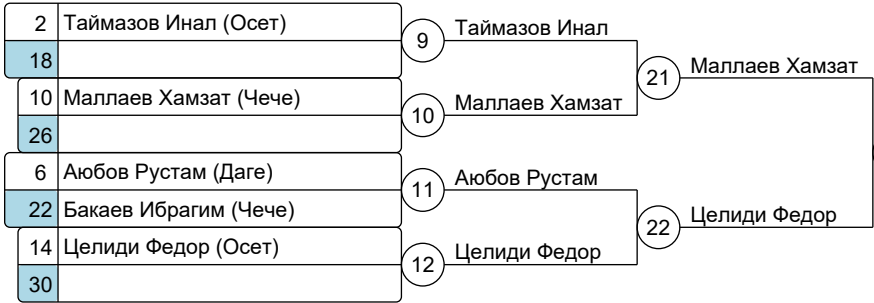 2 Таймазов Инал (Осет)
9 Таймазов Инал
18
21 Маллаев Хамзат
10 Маллаев Хамзат (Чече)
10 Маллаев Хамзат
26
6 Аюбов Рустам (Даге)
11 Аюбов Рустам
22 Бакаев Ибрагим (Чече)
22 Целиди Федор
14 Целиди Федор (Осет)
12 Целиди Федор
30